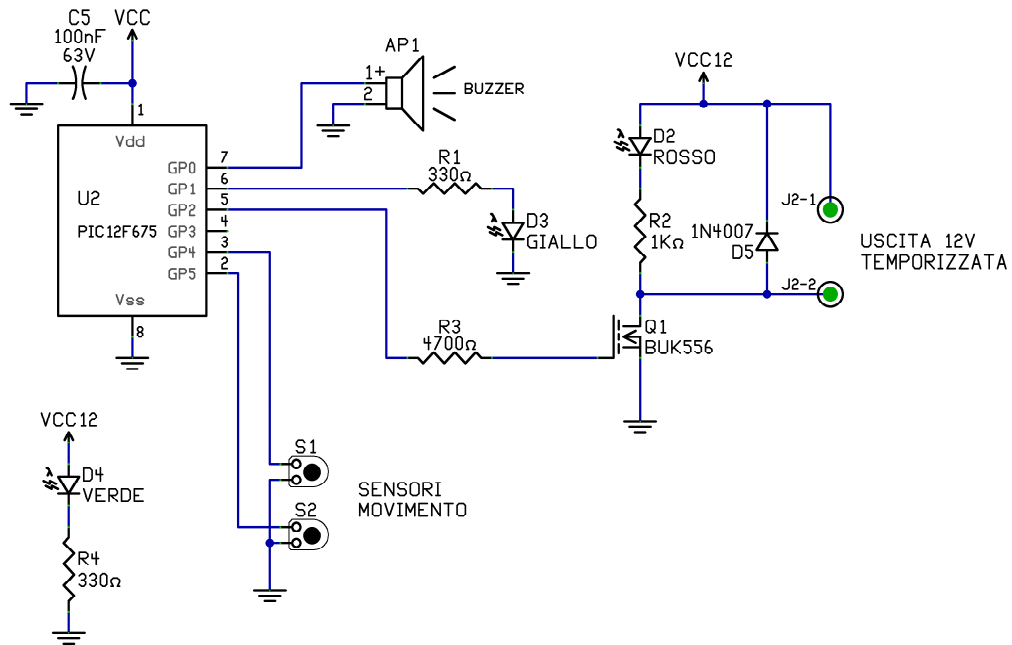 C5
100nF
63V
VCC
1
Vdd
U2
PIC12F675
GP0
GP1
GP2
GP3
GP4
GP5
7
6
5
4
3
2
Vss
8
AP1
1+
2
BUZZER
R1
330Ω
D3
GIALLO
R3
4700Ω
VCC12
D2
ROSSO
R2
1KΩ
1N4007
D5
J2-1
J2-2
USCITA 12V
TEMPORIZZATA
Q1
BUK556
VCC12
λ
D4
VERDE
R4
330Ω
S1
S2
SENSORI
MOVIMENTO